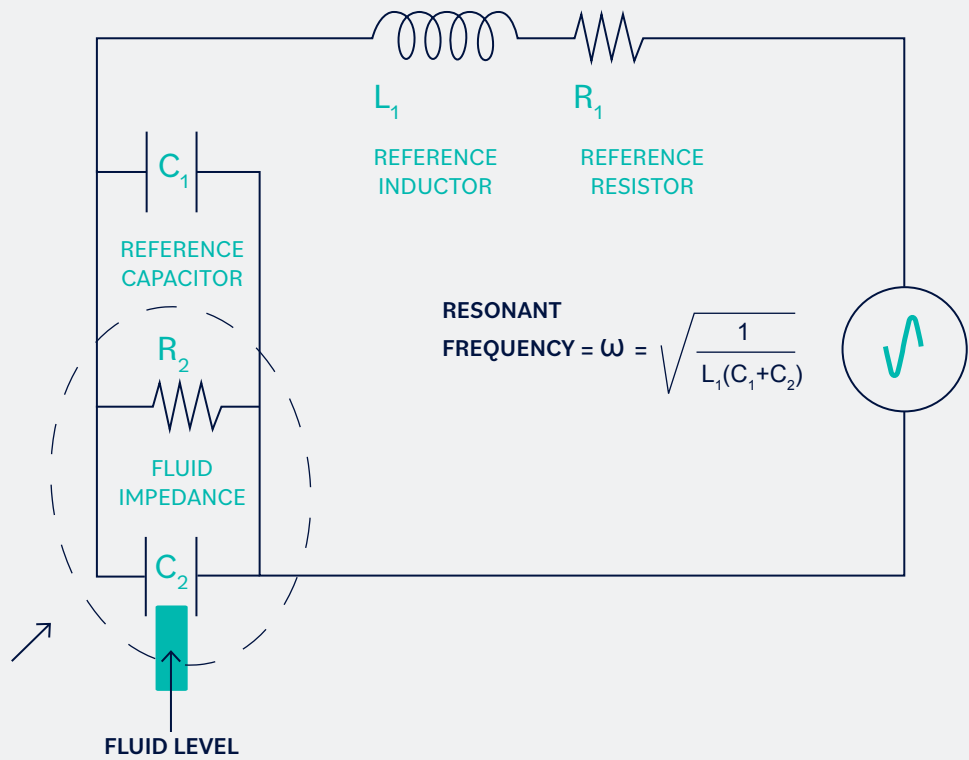 L₁
R₁
REFERENCE
INDUCTOR
REFERENCE
RESISTOR
C₁
REFERENCE
CAPACITOR
R₂
FLUID
IMPEDANCE
C₂
FLUID LEVEL
RESONANT
FREQUENCY = ω = √(1 / L₁(C₁+C₂))